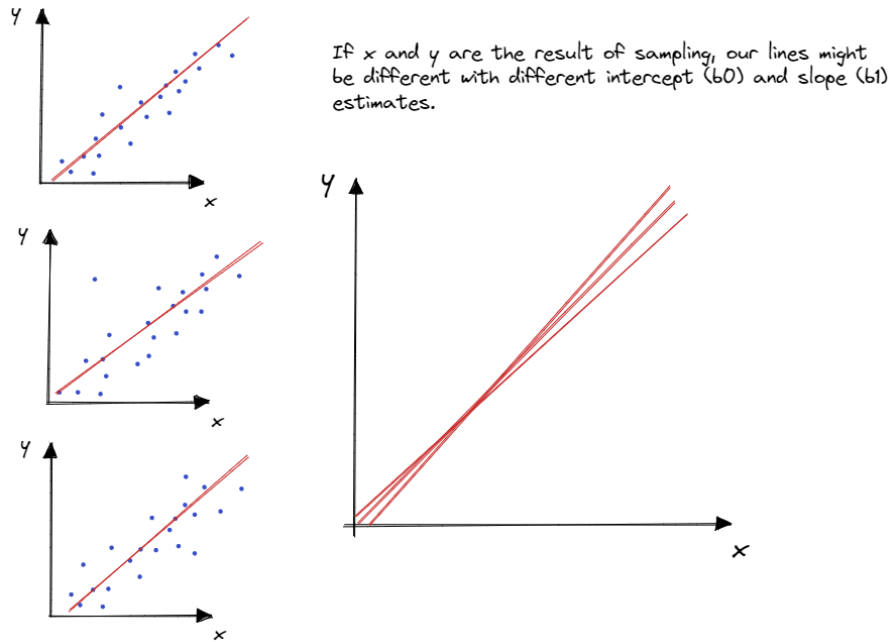 y
x
If x and y are the result of sampling, our lines might
be different with different intercept (b0) and slope (b1)
estimates.
y
x
y
x
y
x